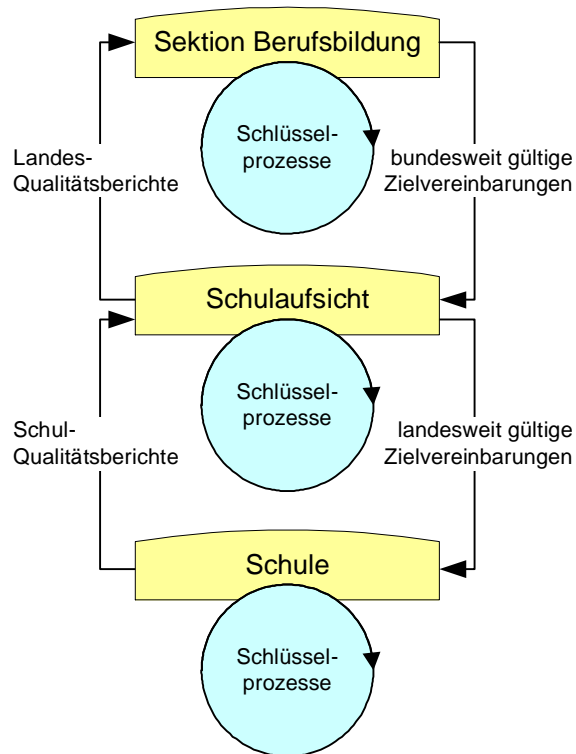 Sektion Berufsbildung
Schlüssel-
prozesse
Landes-
Qualitätsberichte
bundesweit gültige
Zielvereinbarungen
Schulaufsicht
Schlüssel-
prozesse
Schul-
Qualitätsberichte
landesweit gültige
Zielvereinbarungen
Schule
Schlüssel-
prozesse